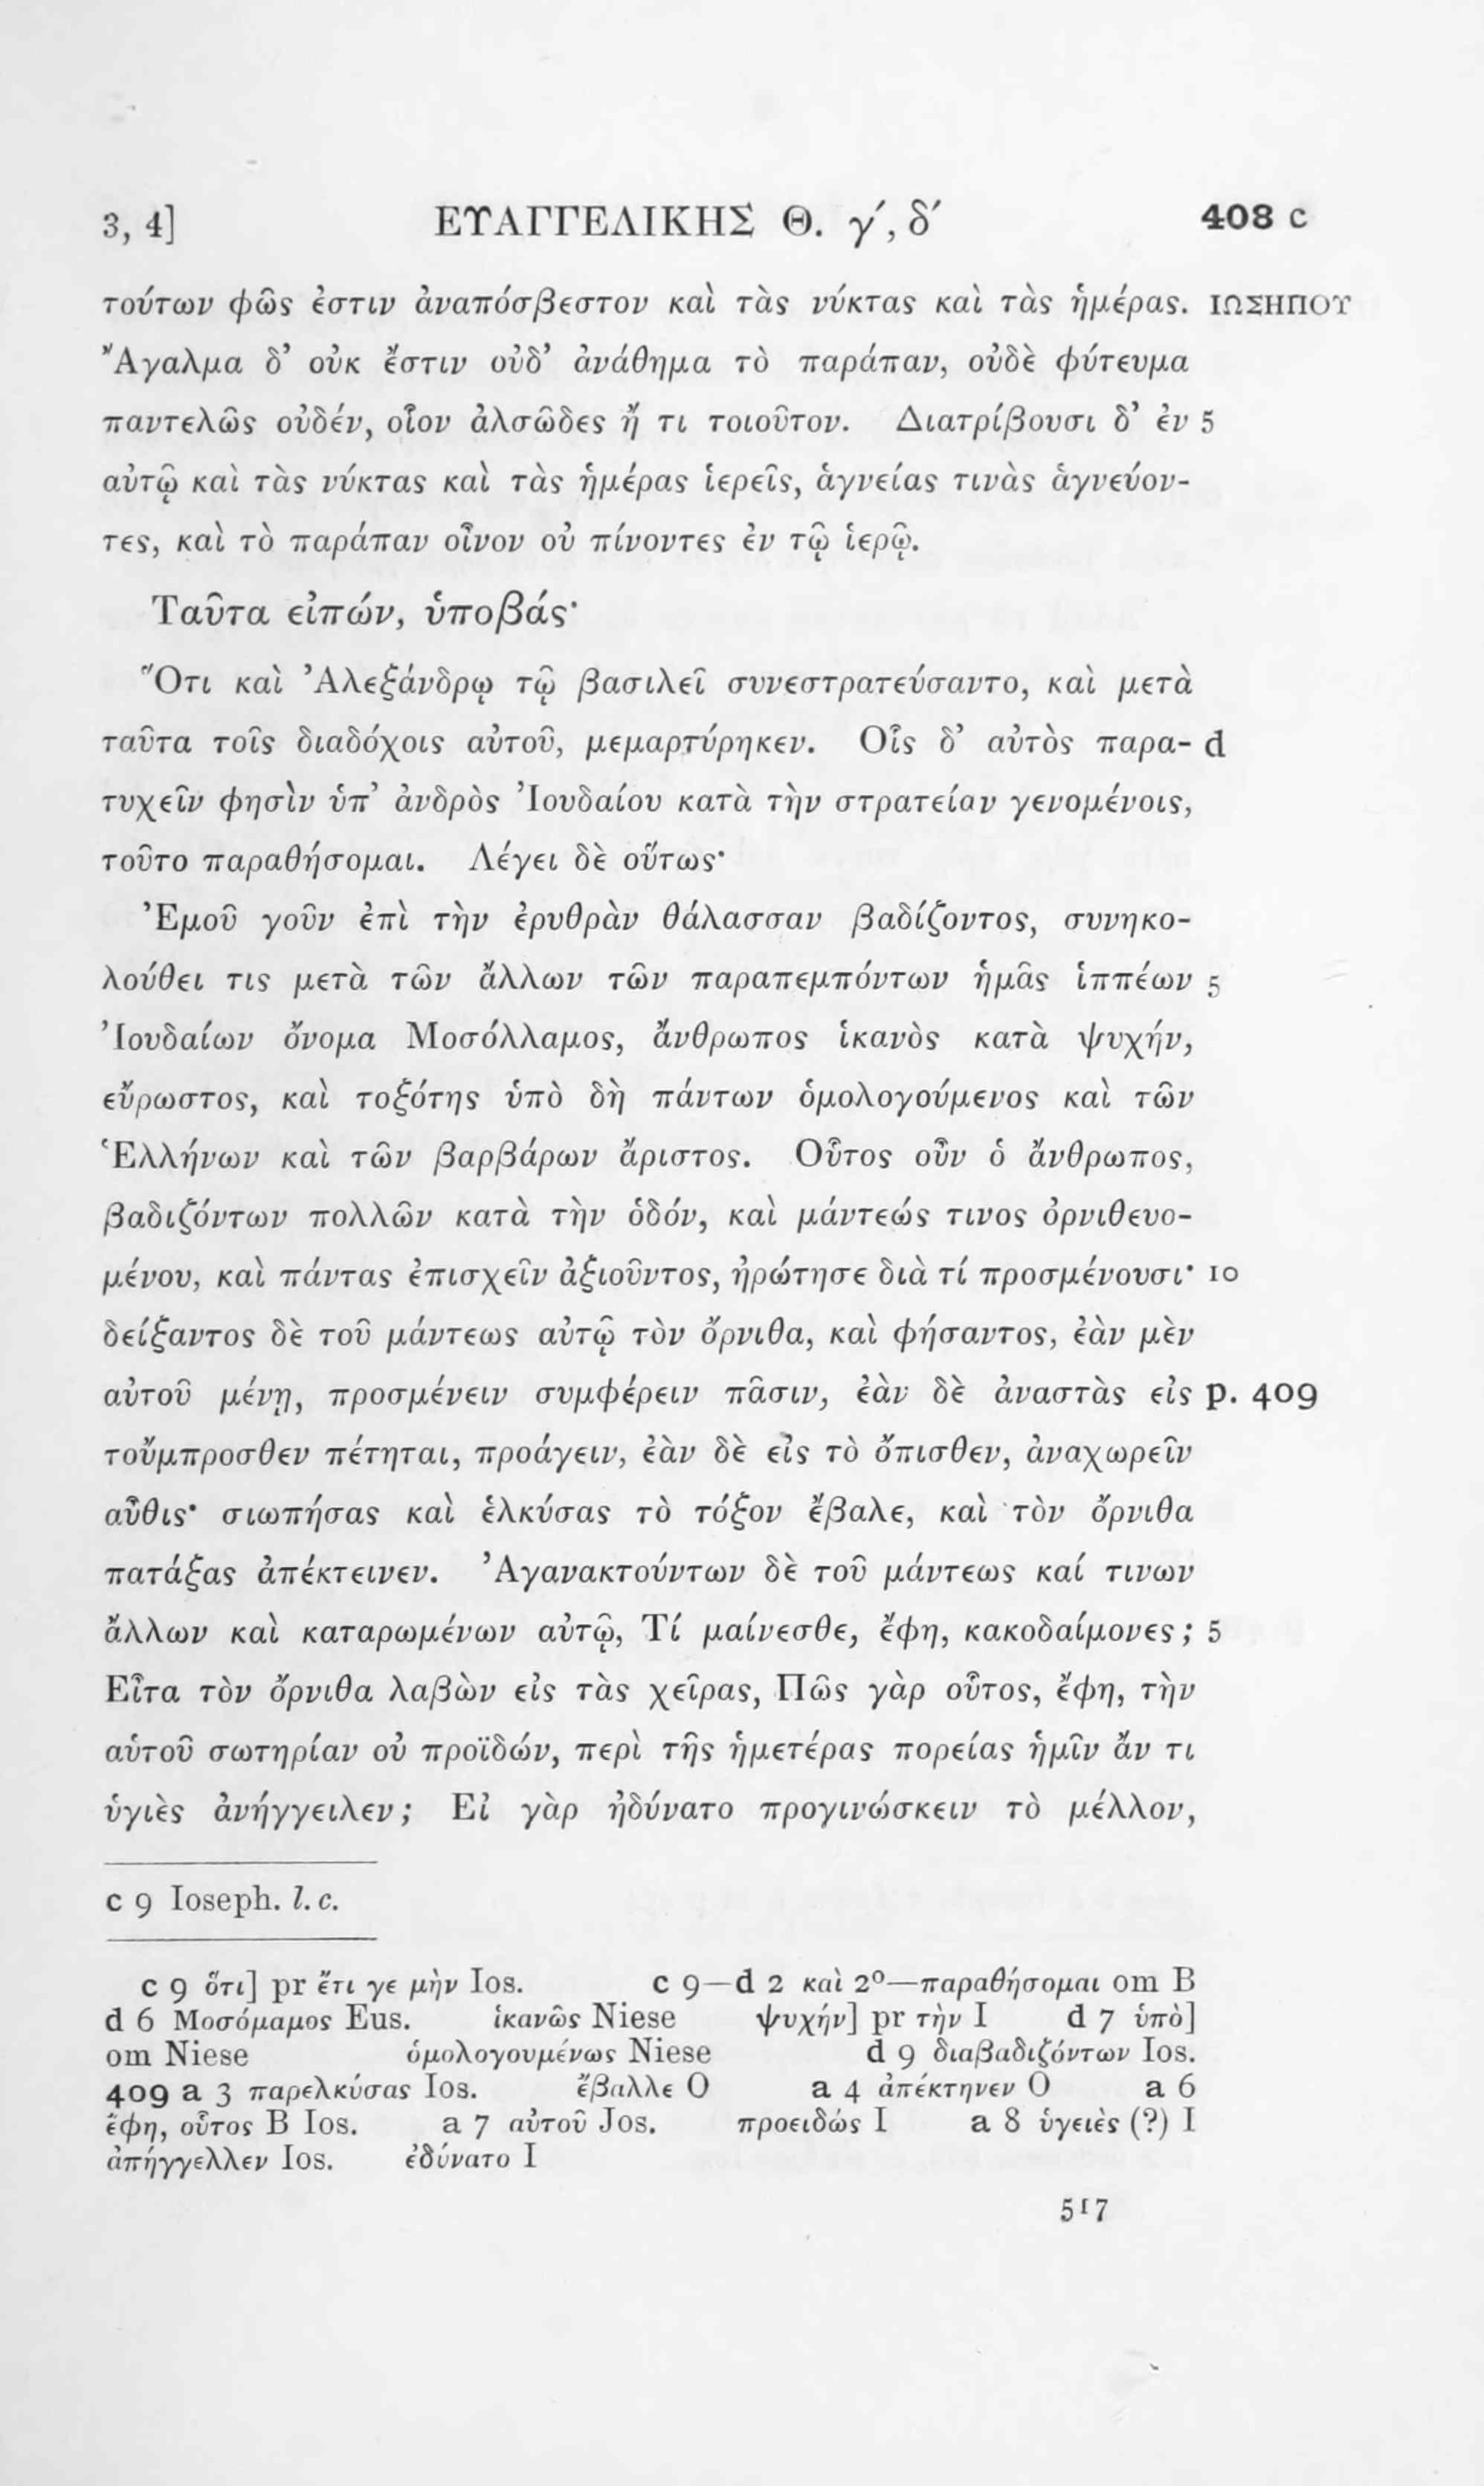 3, 4] ΕΥΑΓΓΕΛΙΚΗΣ Θ. γʹ, δʹ 408 c
τούτων φῶς ἐστιν ἀναπόσβεστον καὶ τὰς νύκτας καὶ τὰς ἡμέρας. ΙΩΣΗΠΟΥ
Ἄγαλμα δ’ οὐκ ἔστιν οὐδ’ ἀνάθημα τὸ παράπαν, οὐδὲ φύτευμα
παντελῶς οὐδέν, οἷον ἀλσῶδες ἤ τι τοιοῦτον. Διατρίβουσι δ’ ἐν 5
αὐτῷ καὶ τὰς νύκτας καὶ τὰς ἡμέρας ἱερεῖς, ἁγνείας τινὰς ἁγνεύον-
τες, καὶ τὸ παράπαν οἶνον οὐ πίνοντες ἐν τῷ ἱερῷ.
Ταῦτα εἰπών, ὑποβάς·
Ὅτι καὶ Ἀλεξάνδρῳ τῷ βασιλεῖ συνεστρατεύσαντο, καὶ μετὰ
ταῦτα τοῖς διαδόχοις αὐτοῦ, μεμαρτύρηκεν. Οἷς δ’ αὐτὸς παρα- d
τυχεῖν φησὶν ὑπ’ ἀνδρὸς Ἰουδαίου κατὰ τὴν στρατείαν γενομένοις,
τοῦτο παραθήσομαι. Λέγει δὲ οὕτως·
Ἐμοῦ γοῦν ἐπὶ τὴν ἐρυθρὰν θάλασσαν βαδίζοντος, συνηκο-
λούθει τις μετὰ τῶν ἄλλων τῶν παραπεμπόντων ἡμᾶς ἱππέων 5
Ἰουδαίων ὄνομα Μοσόλλαμος, ἄνθρωπος ἱκανὸς κατὰ ψυχήν,
εὔρωστος, καὶ τοξότης ὑπὸ δὴ πάντων ὁμολογούμενος καὶ τῶν
Ἑλλήνων καὶ τῶν βαρβάρων ἄριστος. Οὗτος οὖν ὁ ἄνθρωπος,
βαδιζόντων πολλῶν κατὰ τὴν ὁδόν, καὶ μάντεώς τινος ὀρνιθευο-
μένου, καὶ πάντας ἐπισχεῖν ἀξιοῦντος, ἠρώτησε διὰ τί προσμένουσι· 10
δείξαντος δὲ τοῦ μάντεως αὐτῷ τὸν ὄρνιθα, καὶ φήσαντος, ἐὰν μὲν
αὐτοῦ μένῃ, προσμένειν συμφέρειν πᾶσιν, ἐὰν δὲ ἀναστὰς εἰς p. 409
τοὔμπροσθεν πέτηται, προάγειν, ἐὰν δὲ εἰς τὸ ὄπισθεν, ἀναχωρεῖν
αὖθις· σιωπήσας καὶ ἑλκύσας τὸ τόξον ἔβαλε, καὶ τὸν ὄρνιθα
πατάξας ἀπέκτεινεν. Ἀγανακτούντων δὲ τοῦ μάντεως καί τινων
ἄλλων καὶ καταρωμένων αὐτῷ, Τί μαίνεσθε, ἔφη, κακοδαίμονες; 5
Εἶτα τὸν ὄρνιθα λαβὼν εἰς τὰς χεῖρας, Πῶς γὰρ οὗτος, ἔφη, τὴν
αὑτοῦ σωτηρίαν οὐ προϊδών, περὶ τῆς ἡμετέρας πορείας ἡμῖν ἄν τι
ὑγιὲς ἀνήγγειλεν; Εἰ γὰρ ἠδύνατο προγινώσκειν τὸ μέλλον,
c 9 Ioseph. l. c.
c 9 ὅτι] pr ἔτι γε μὴν Ios. c 9—d 2 καὶ 2⁰—παραθήσομαι om B
d 6 Μοσόμαμος Eus. ἱκανῶς Niese ψυχήν] pr τὴν I d 7 ὑπὸ]
om Niese ὁμολογουμένως Niese d 9 διαβαδιζόντων Ios.
409 a 3 παρελκύσας Ios. ἔβαλλε O a 4 ἀπέκτηνεν O a 6
ἔφη, οὗτος B Ios. a 7 αὐτοῦ Jos. προειδώς I a 8 ὑγειὲς (?) I
ἀπήγγελλεν Ios. ἐδύνατο I
517